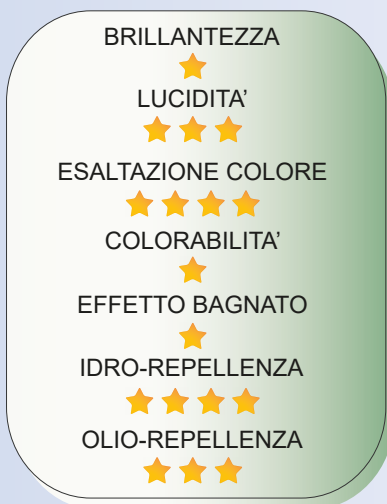 BRILLANTEZZA
LUCIDITA'
ESALTAZIONE COLORE
COLORABILITA'
EFFETTO BAGNATO
IDRO-REPELLENZA
OLIO-REPELLENZA